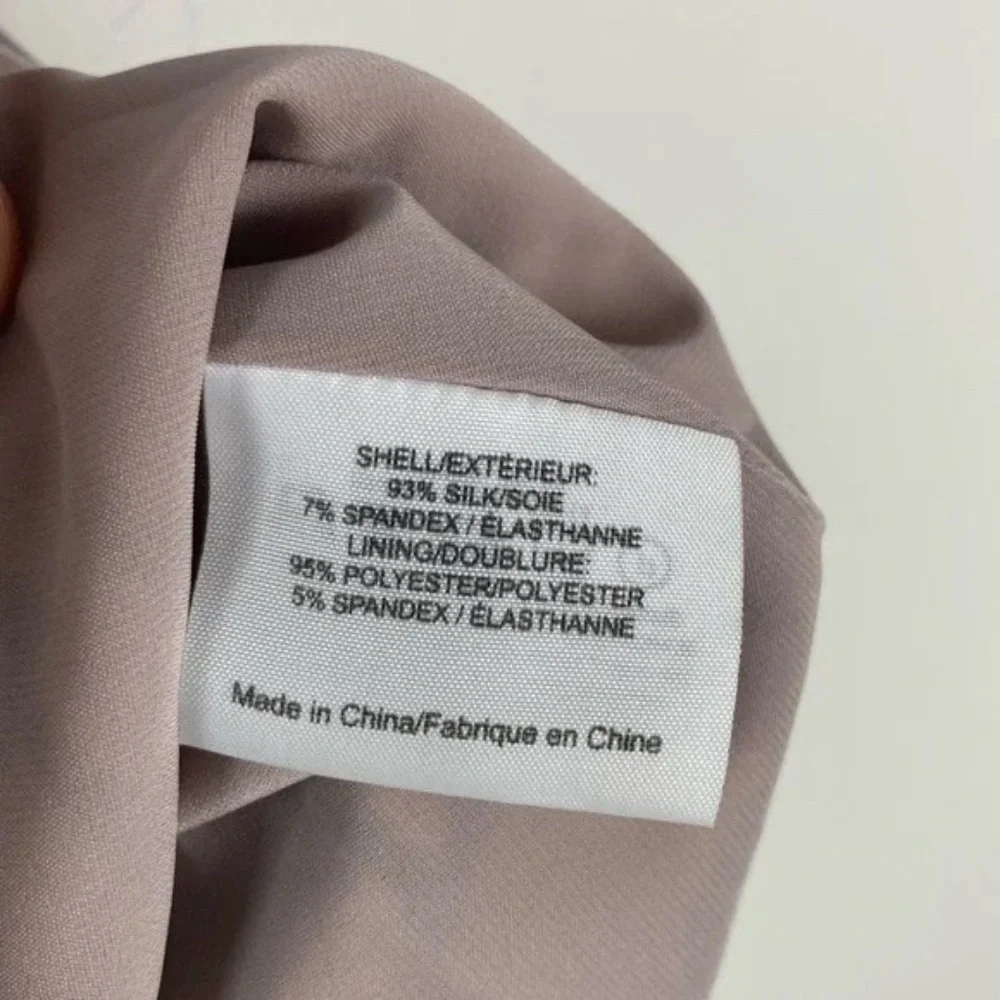 SHELL/EXTÉRIEUR:
93% SILK/SOIE
7% SPANDEX / ÉLASTHANNE
LINING/DOUBLURE:
95% POLYESTER/POLYESTER
5% SPANDEX / ÉLASTHANNE
Made in China/Fabrique en Chine